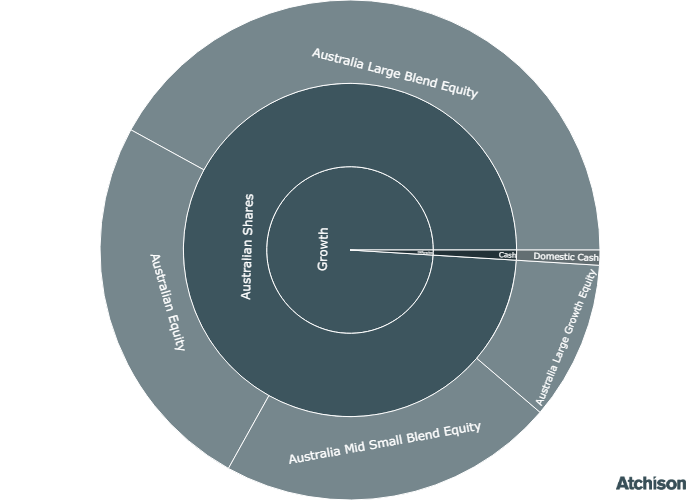 Australia Large Blend Equity
Australian Shares
Growth
Cash
Domestic Cash
Australia Large Growth Equity
Australian Equity
Australia Mid Small Blend Equity
Atchison